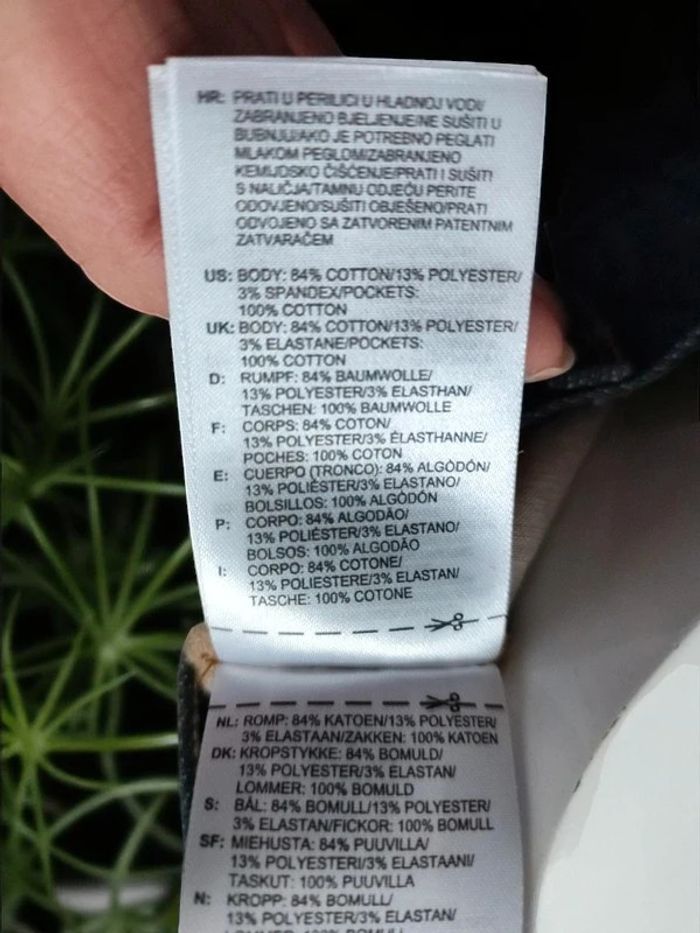 HR: PRATI U PERILICI U HLADNOJ VODI/
ZABRANJENO BJELJENJE/NE SUŠITI U
BUBNJU/AKO JE POTREBNO PEGLATI
MLAKOM PEGLOM/ZABRANJENO
KEMIJSKO ČIŠĆENJE/PRATI I SUŠITI
S NALIČJA/TAMNU ODJEĆU PERITE
ODOVJENO/SUŠITI OBJEŠENO/PRATI
ODVOJENO SA ZATVORENIM PATENTNIM
ZATVARAČEM
US: BODY: 84% COTTON/13% POLYESTER/
3% SPANDEX/POCKETS:
100% COTTON
UK: BODY: 84% COTTON/13% POLYESTER/
3% ELASTANE/POCKETS:
100% COTTON
D: RUMPF: 84% BAUMWOLLE/
13% POLYESTER/3% ELASTHAN/
TASCHEN: 100% BAUMWOLLE
F: CORPS: 84% COTON/
13% POLYESTER/3% ÉLASTHANNE/
POCHES: 100% COTON
E: CUERPO (TRONCO): 84% ALGÒDÓN/
13% POLIÈSTER/3% ELASTANO/
BOLSILLOS: 100% ALGÒDÓN
P: CORPO: 84% ALGODÃO/
13% POLIÉSTER/3% ELASTANO/
BOLSOS: 100% ALGODÃO
I: CORPO: 84% COTONE/
13% POLIESTERE/3% ELASTAN/
TASCHE: 100% COTONE
NL: ROMP: 84% KATOEN/13% POLYESTER/
3% ELASTAAN/ZAKKEN: 100% KATOEN
DK: KROPSTYKKE: 84% BOMULD/
13% POLYESTER/3% ELASTAN/
LOMMER: 100% BOMULD
S: BÅL: 84% BOMULL/13% POLYESTER/
3% ELASTAN/FICKOR: 100% BOMULL
SF: MIEHUSTA: 84% PUUVILLA/
13% POLYESTERI/3% ELASTAANI/
TASKUT: 100% PUUVILLA
N: KROPP: 84% BOMULL/
13% POLYESTER/3% ELASTAN/